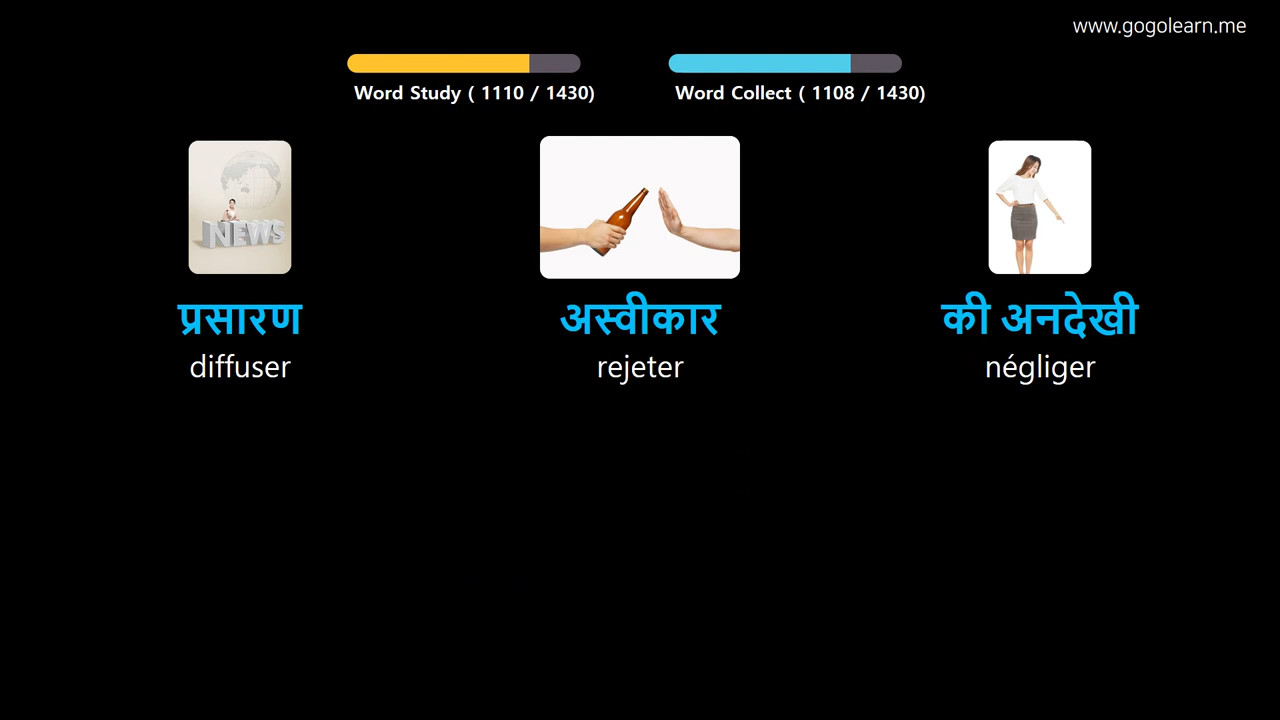 www.gogolearn.me
Word Study ( 1110 / 1430)
Word Collect ( 1108 / 1430)
NEWS
प्रसारण
अस्वीकार
की अनदेखी
diffuser
rejeter
négliger